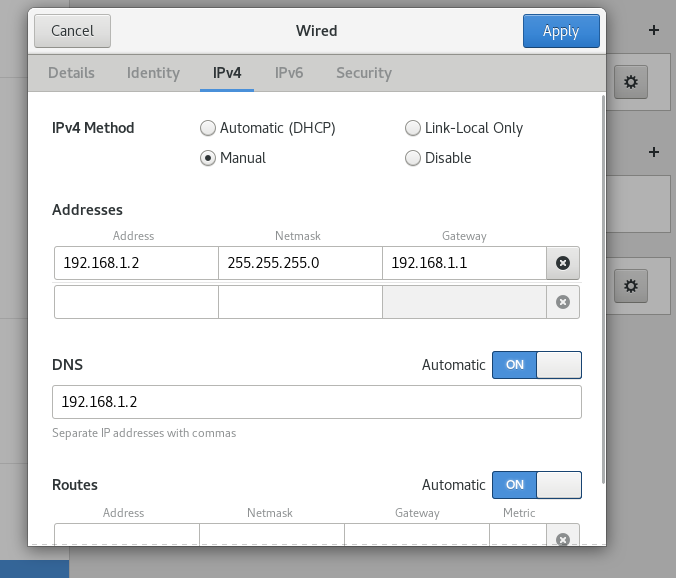 Cancel Wired Apply
Details Identity IPv4 IPv6 Security
IPv4 Method Automatic (DHCP) Link-Local Only
Manual Disable
Addresses
Address Netmask Gateway
192.168.1.2 255.255.255.0 192.168.1.1
DNS Automatic ON
192.168.1.2
Separate IP addresses with commas
Routes Automatic ON
Address Netmask Gateway Metric